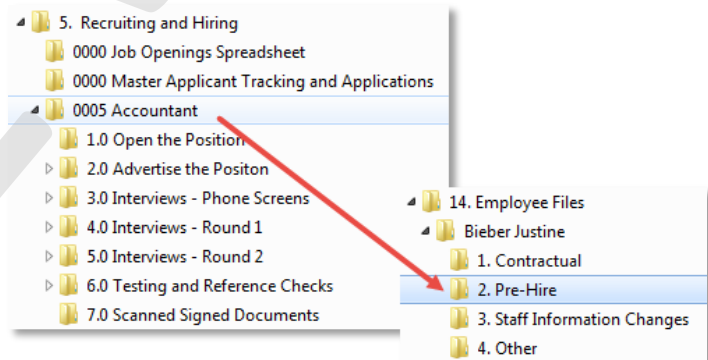 5. Recruiting and Hiring
0000 Job Openings Spreadsheet
0000 Master Applicant Tracking and Applications
0005 Accountant
1.0 Open the Position
2.0 Advertise the Positon
3.0 Interviews - Phone Screens
4.0 Interviews - Round 1
5.0 Interviews - Round 2
6.0 Testing and Reference Checks
7.0 Scanned Signed Documents
14. Employee Files
Bieber Justine
1. Contractual
2. Pre-Hire
3. Staff Information Changes
4. Other